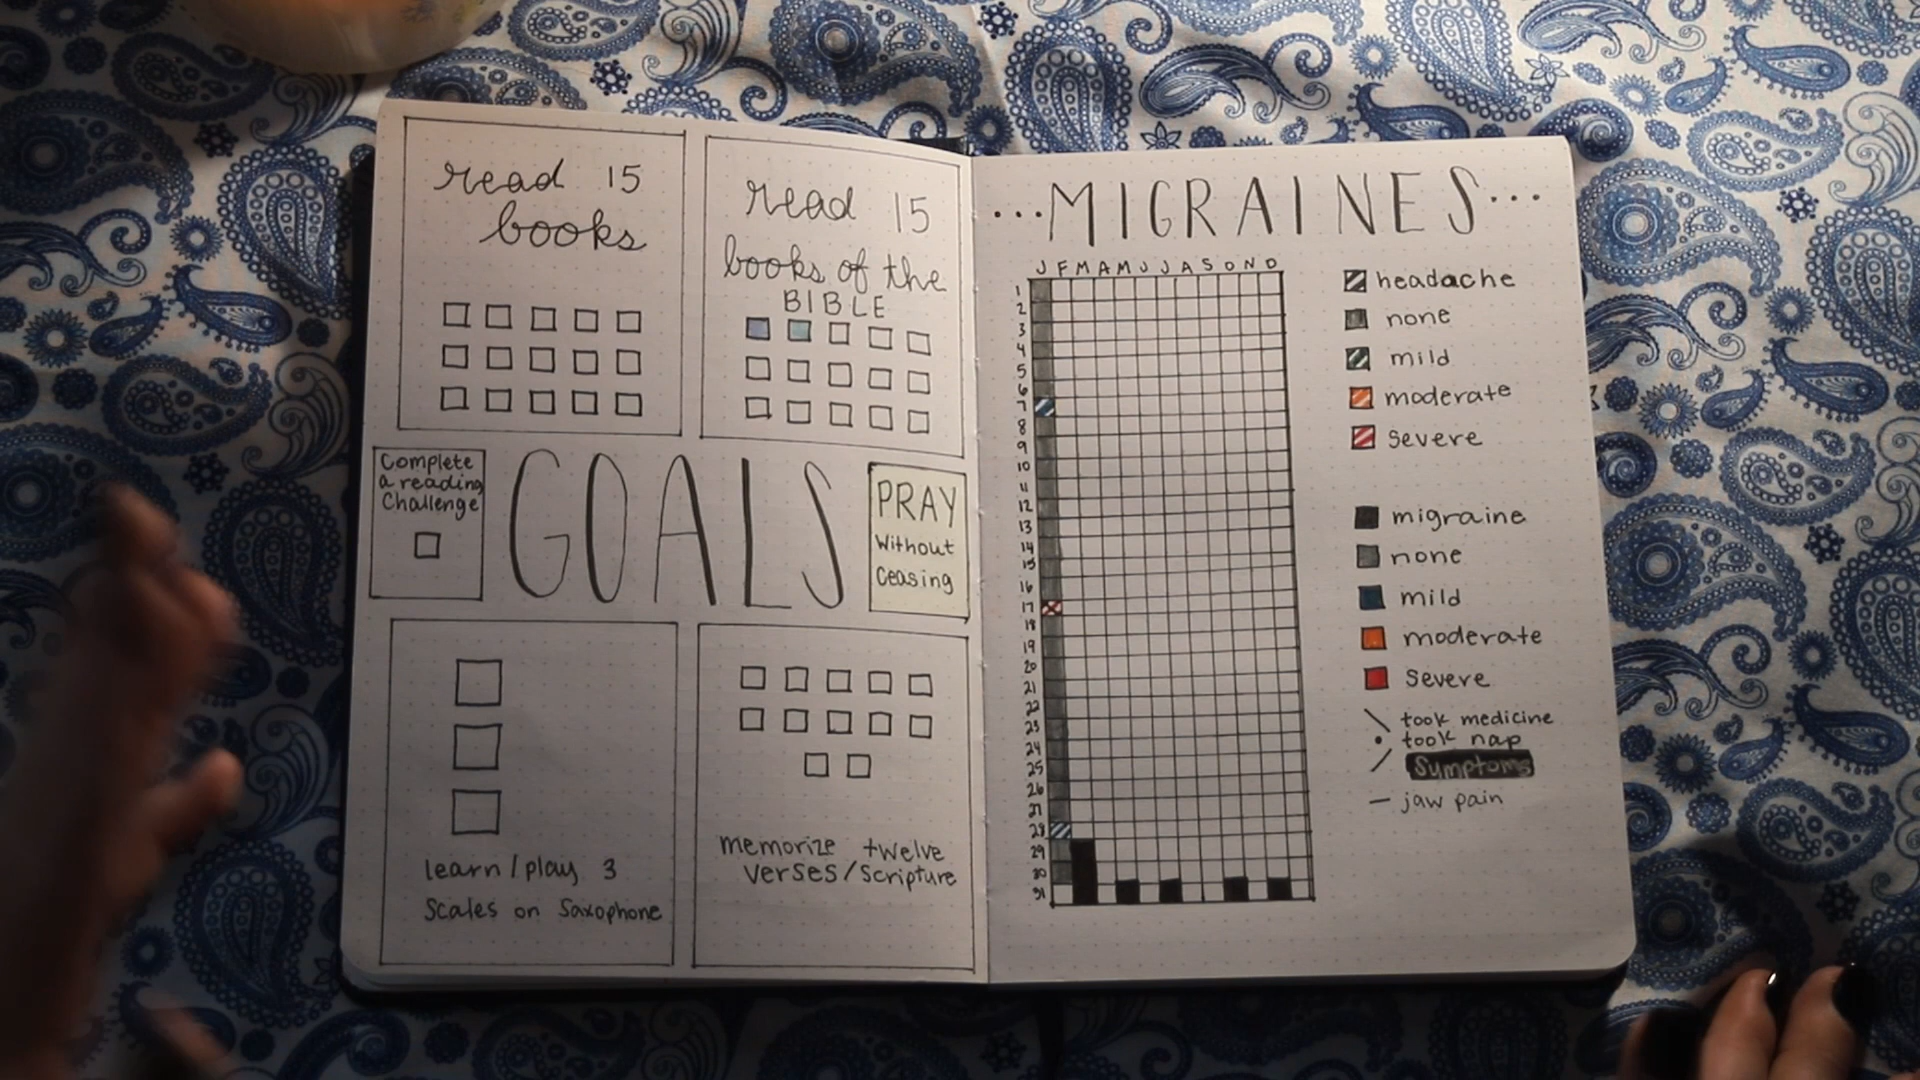 read 15
books
read 15
books of the
BIBLE
Complete
a reading
Challenge
GOALS
PRAY
Without
Ceasing
learn / play 3
Scales on Saxophone
memorize twelve
verses / Scripture
...MIGRAINES...
J F M A M J J A S O N D
1
2
3
4
5
6
7
8
9
10
11
12
13
14
15
16
17
18
19
20
21
22
23
24
25
26
27
28
29
30
31
headache
none
mild
moderate
severe
migraine
none
mild
moderate
severe
took medicine
took nap
Symptoms
jaw pain